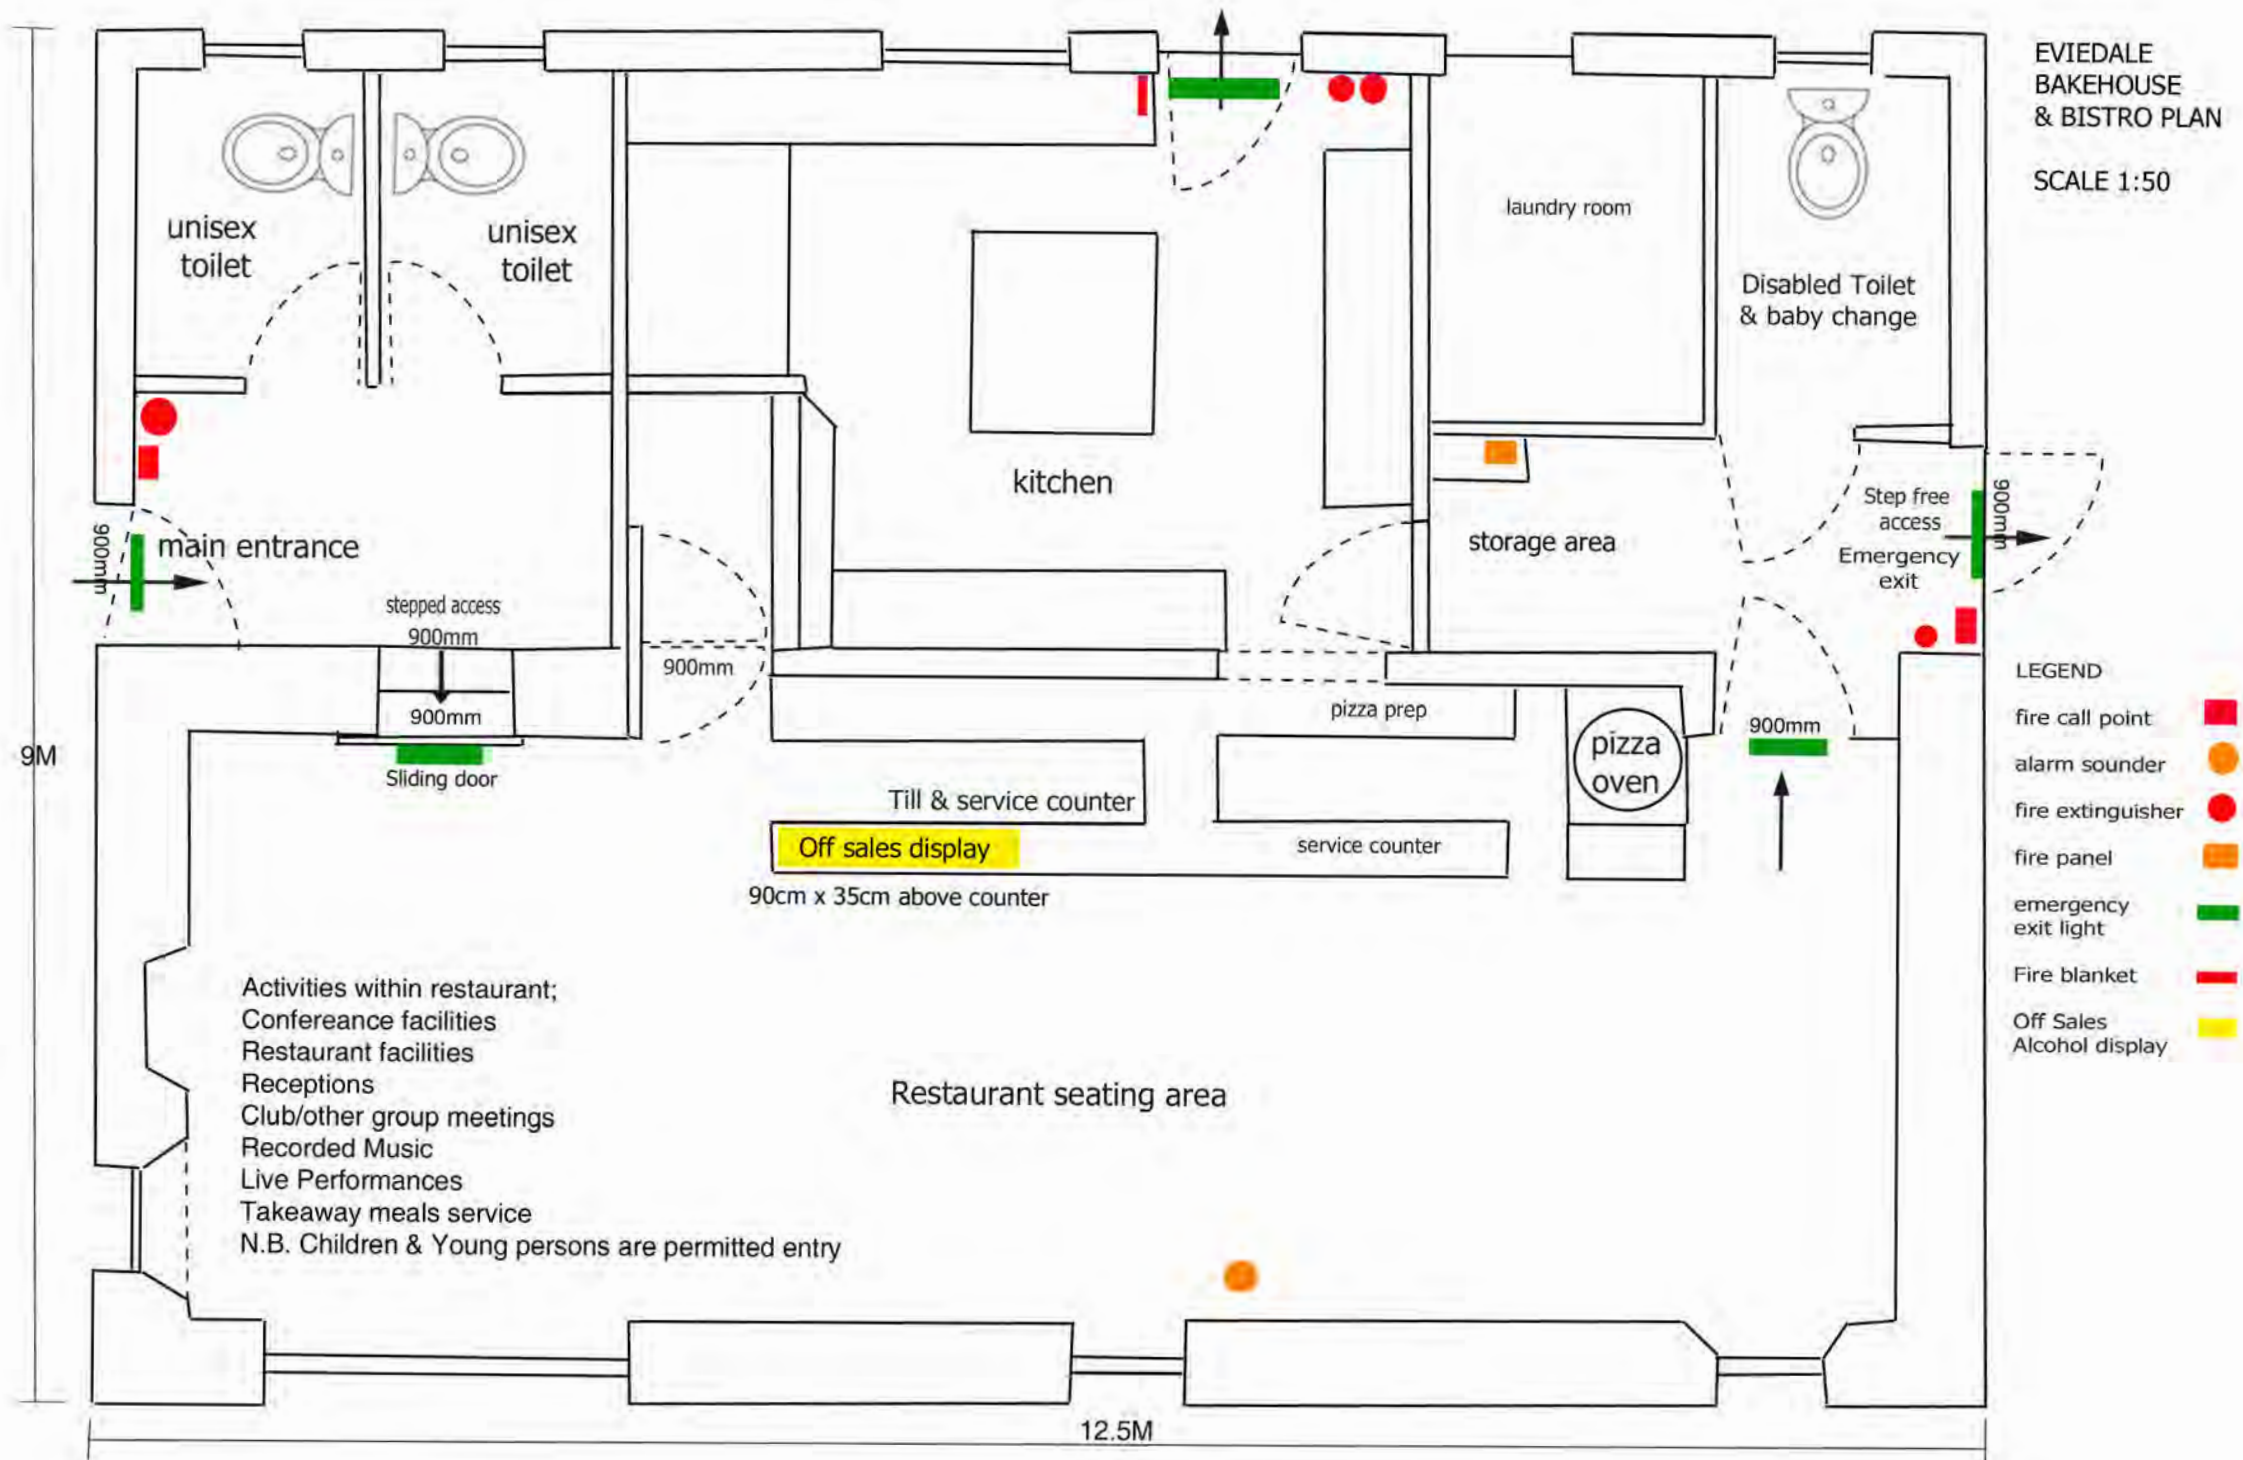 EVIEDALE
BAKEHOUSE
& BISTRO PLAN
SCALE 1:50
unisex
toilet
unisex
toilet
laundry room
Disabled Toilet
& baby change
kitchen
storage area
Step free
access
Emergency
exit
900mm
900mm
main entrance
stepped access
900mm
900mm
Sliding door
900mm
pizza prep
pizza
oven
900mm
Till & service counter
Off sales display
service counter
90cm x 35cm above counter
9M
Activities within restaurant;
Confereance facilities
Restaurant facilities
Receptions
Club/other group meetings
Recorded Music
Live Performances
Takeaway meals service
N.B. Children & Young persons are permitted entry
Restaurant seating area
12.5M
LEGEND
fire call point
alarm sounder
fire extinguisher
fire panel
emergency
exit light
Fire blanket
Off Sales
Alcohol display